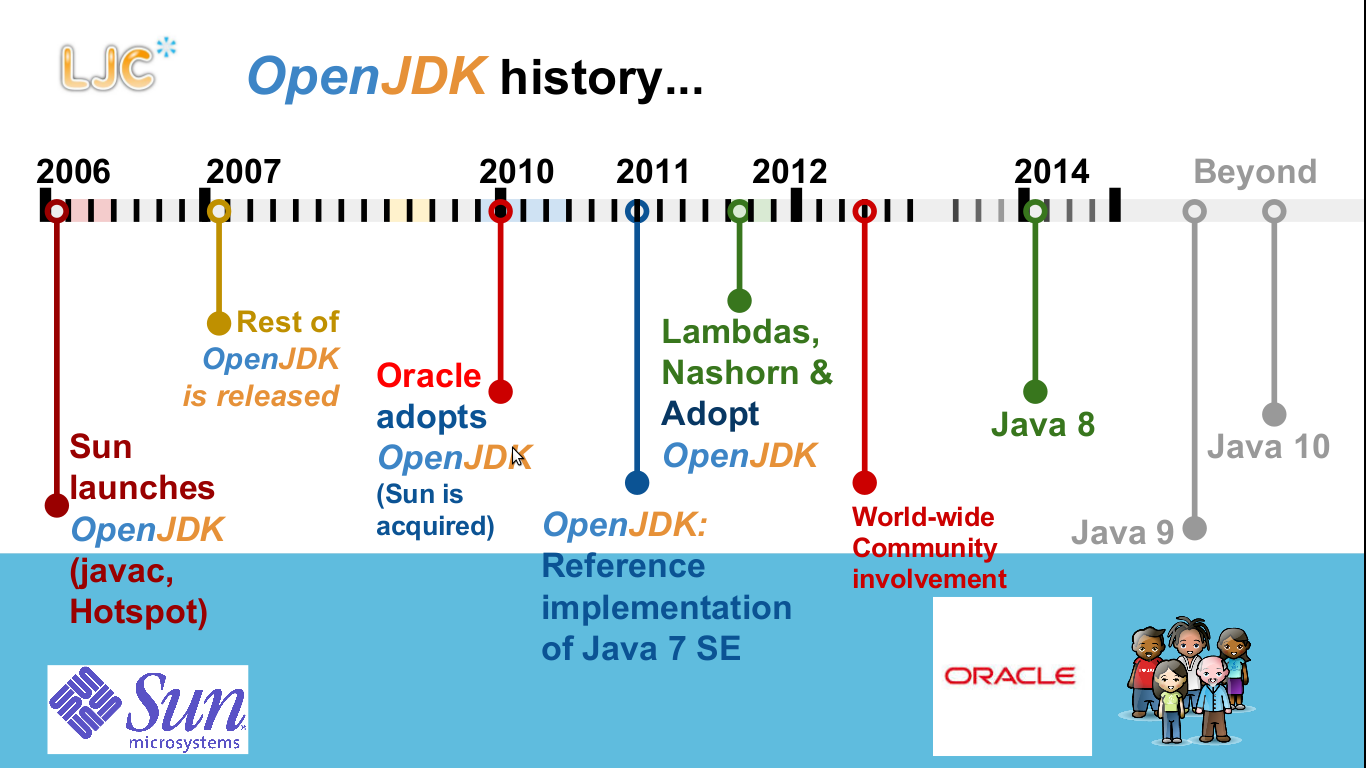 LJC*
OpenJDK history...
2006
2007
2010
2011
2012
2014
Beyond
Sun
launches
OpenJDK
(javac,
Hotspot)
Rest of
OpenJDK
is released
Oracle
adopts
OpenJDK
(Sun is
acquired)
OpenJDK:
Reference
implementation
of Java 7 SE
Lambdas,
Nashorn &
Adopt
OpenJDK
World-wide
Community
involvement
Java 8
Java 9
Java 10
Sun
microsystems
ORACLE